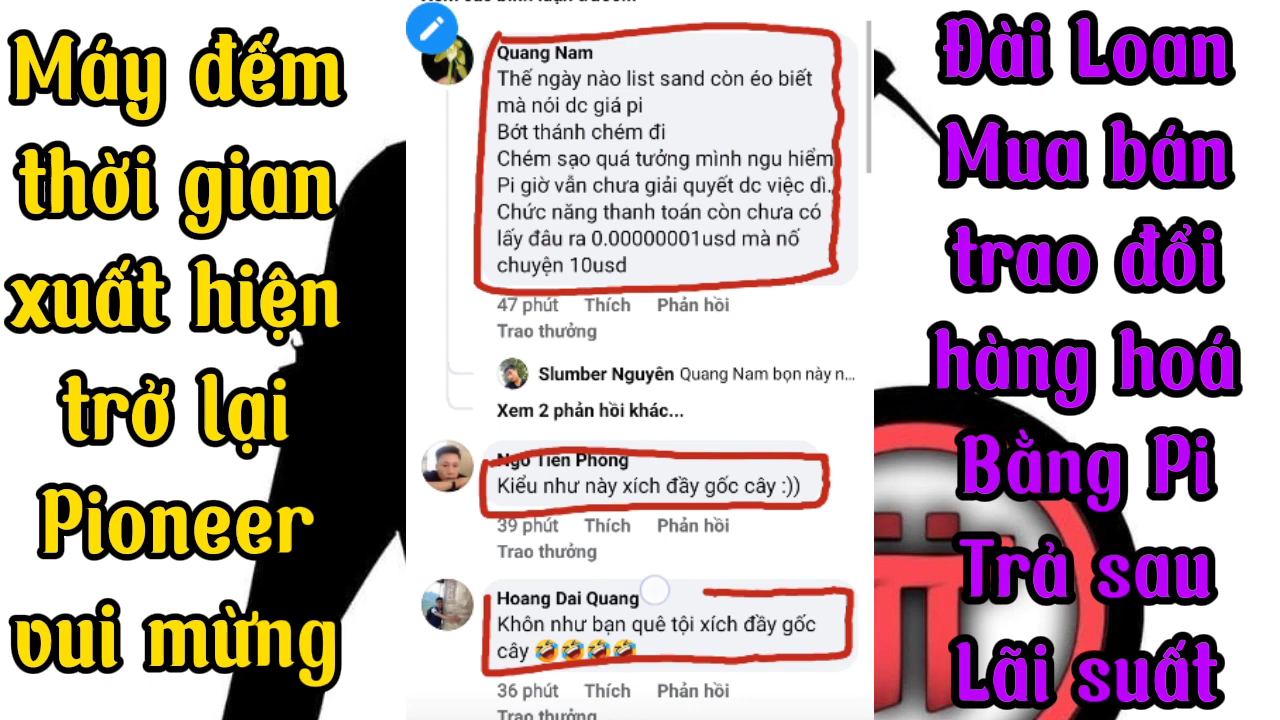 Máy đếm
thời gian
xuất hiện
trở lại
Pioneer
vui mừng
Quang Nam
Thế ngày nào list sand còn éo biết
mà nói dc giá pi
Bớt thánh chém đi
Chém sạo quá tưởng mình ngu hiểm
Pi giờ vẫn chưa giải quyết dc việc dì.
Chức năng thanh toán còn chưa có
lấy đâu ra 0.00000001usd mà nố
chuyện 10usd
47 phút Thích Phản hồi
Trao thưởng
Slumber Nguyên Quang Nam bọn này n...
Xem 2 phản hồi khác...
Ngo Tien Phong
Kiểu như này xích đầy gốc cây :))
39 phút Thích Phản hồi
Trao thưởng
Hoang Dai Quang
Khôn như bạn quê tội xích đầy gốc
cây 🤣🤣🤣🤣
36 phút Thích Phản hồi
Trao thưởng
Đài Loan
Mua bán
trao đổi
hàng hoá
Bằng Pi
Trả sau
Lãi suất